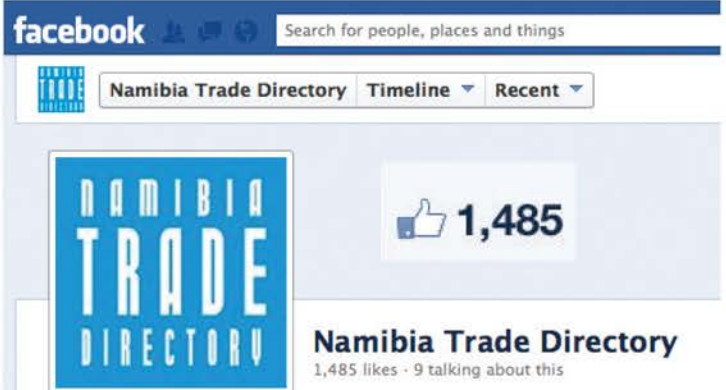 facebook Search for people, places and things
TRADE Namibia Trade Directory Timeline Recent
NAMIBIA
TRADE
DIRECTORY
1,485
Namibia Trade Directory
1,485 likes · 9 talking about this